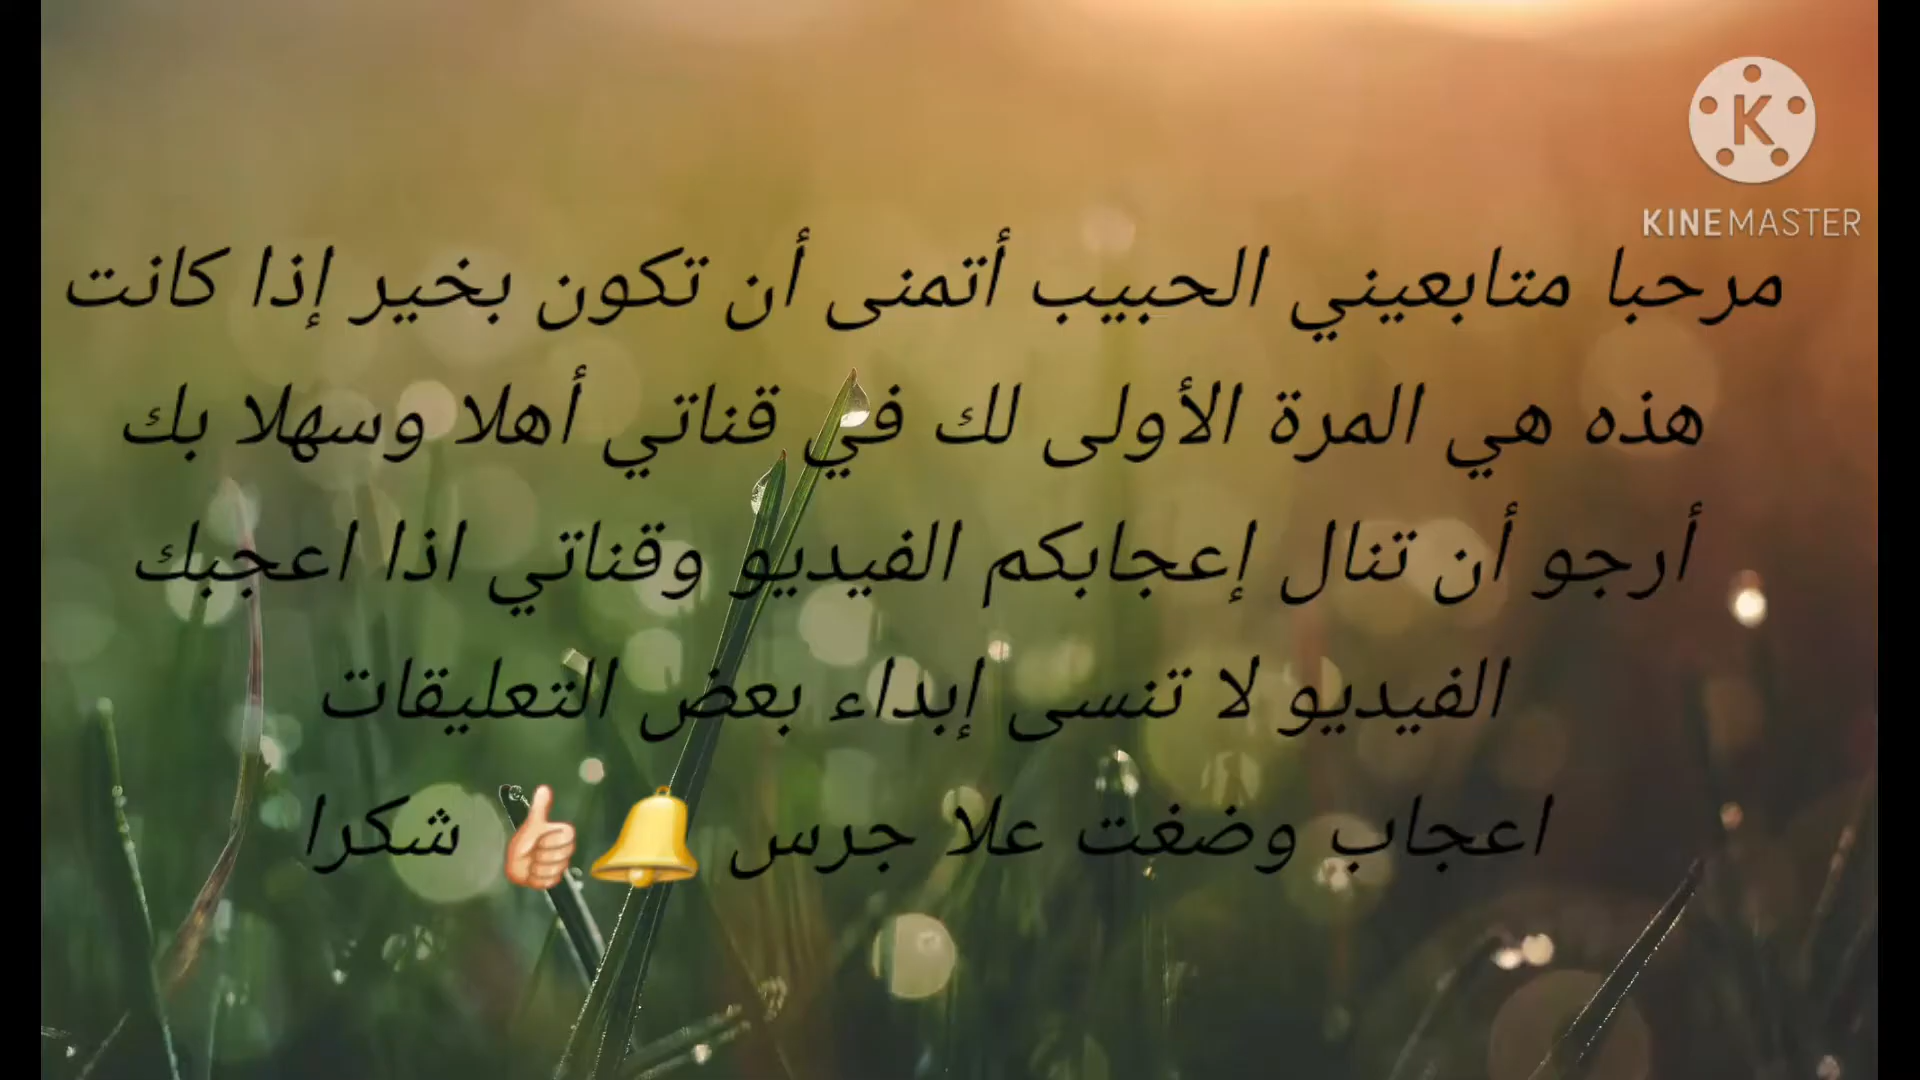 KINEMASTER
مرحبا متابعيني الحبيب أتمنى أن تكون بخير إذا كانت
هذه هي المرة الأولى لك في قناتي أهلا وسهلا بك
أرجو أن تنال إعجابكم الفيديو وقناتي اذا اعجبك
الفيديو لا تنسى إبداء بعض التعليقات
اعجاب وضغت علا جرس 🔔👍🏻 شكرا